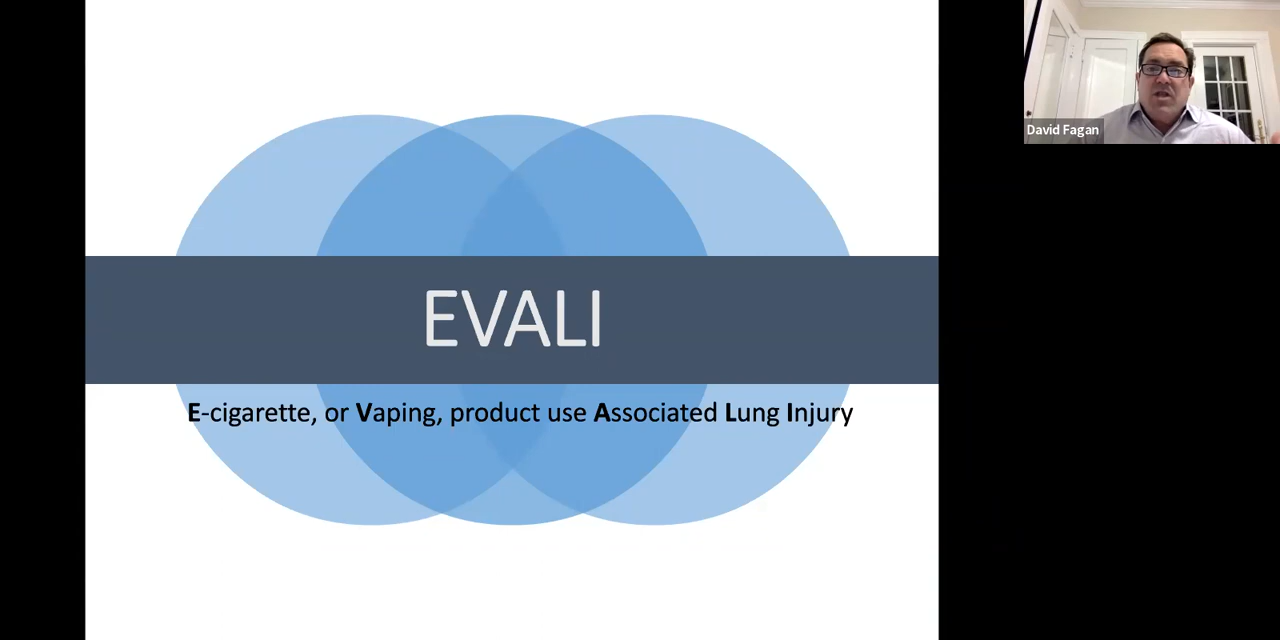 EVALI
E-cigarette, or Vaping, product use Associated Lung Injury
David Fagan